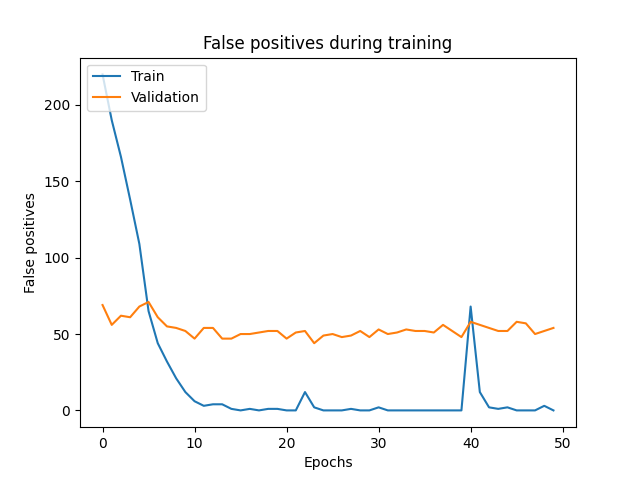 False positives during training
Train
Validation
False positives
200
150
100
50
0
0 10 20 30 40 50
Epochs